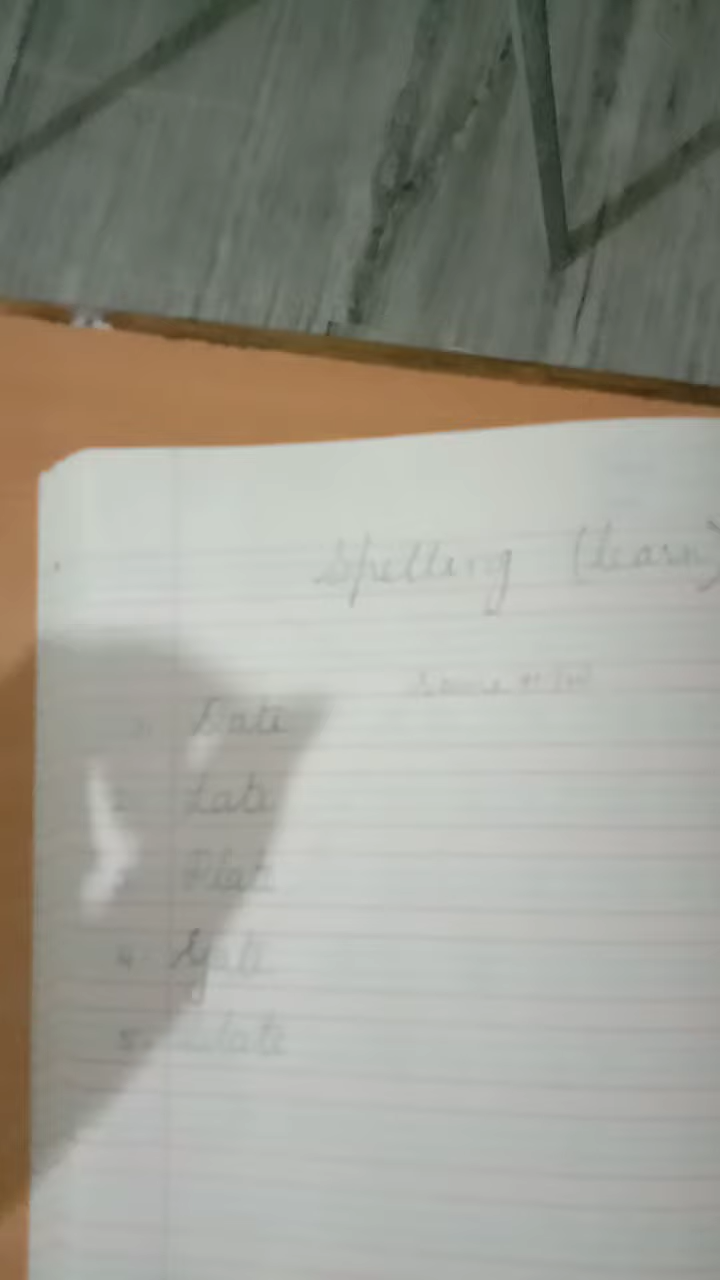 Spelling (learn)
1. Date
2. Late
3. Plate
4. Gate
5. Slate